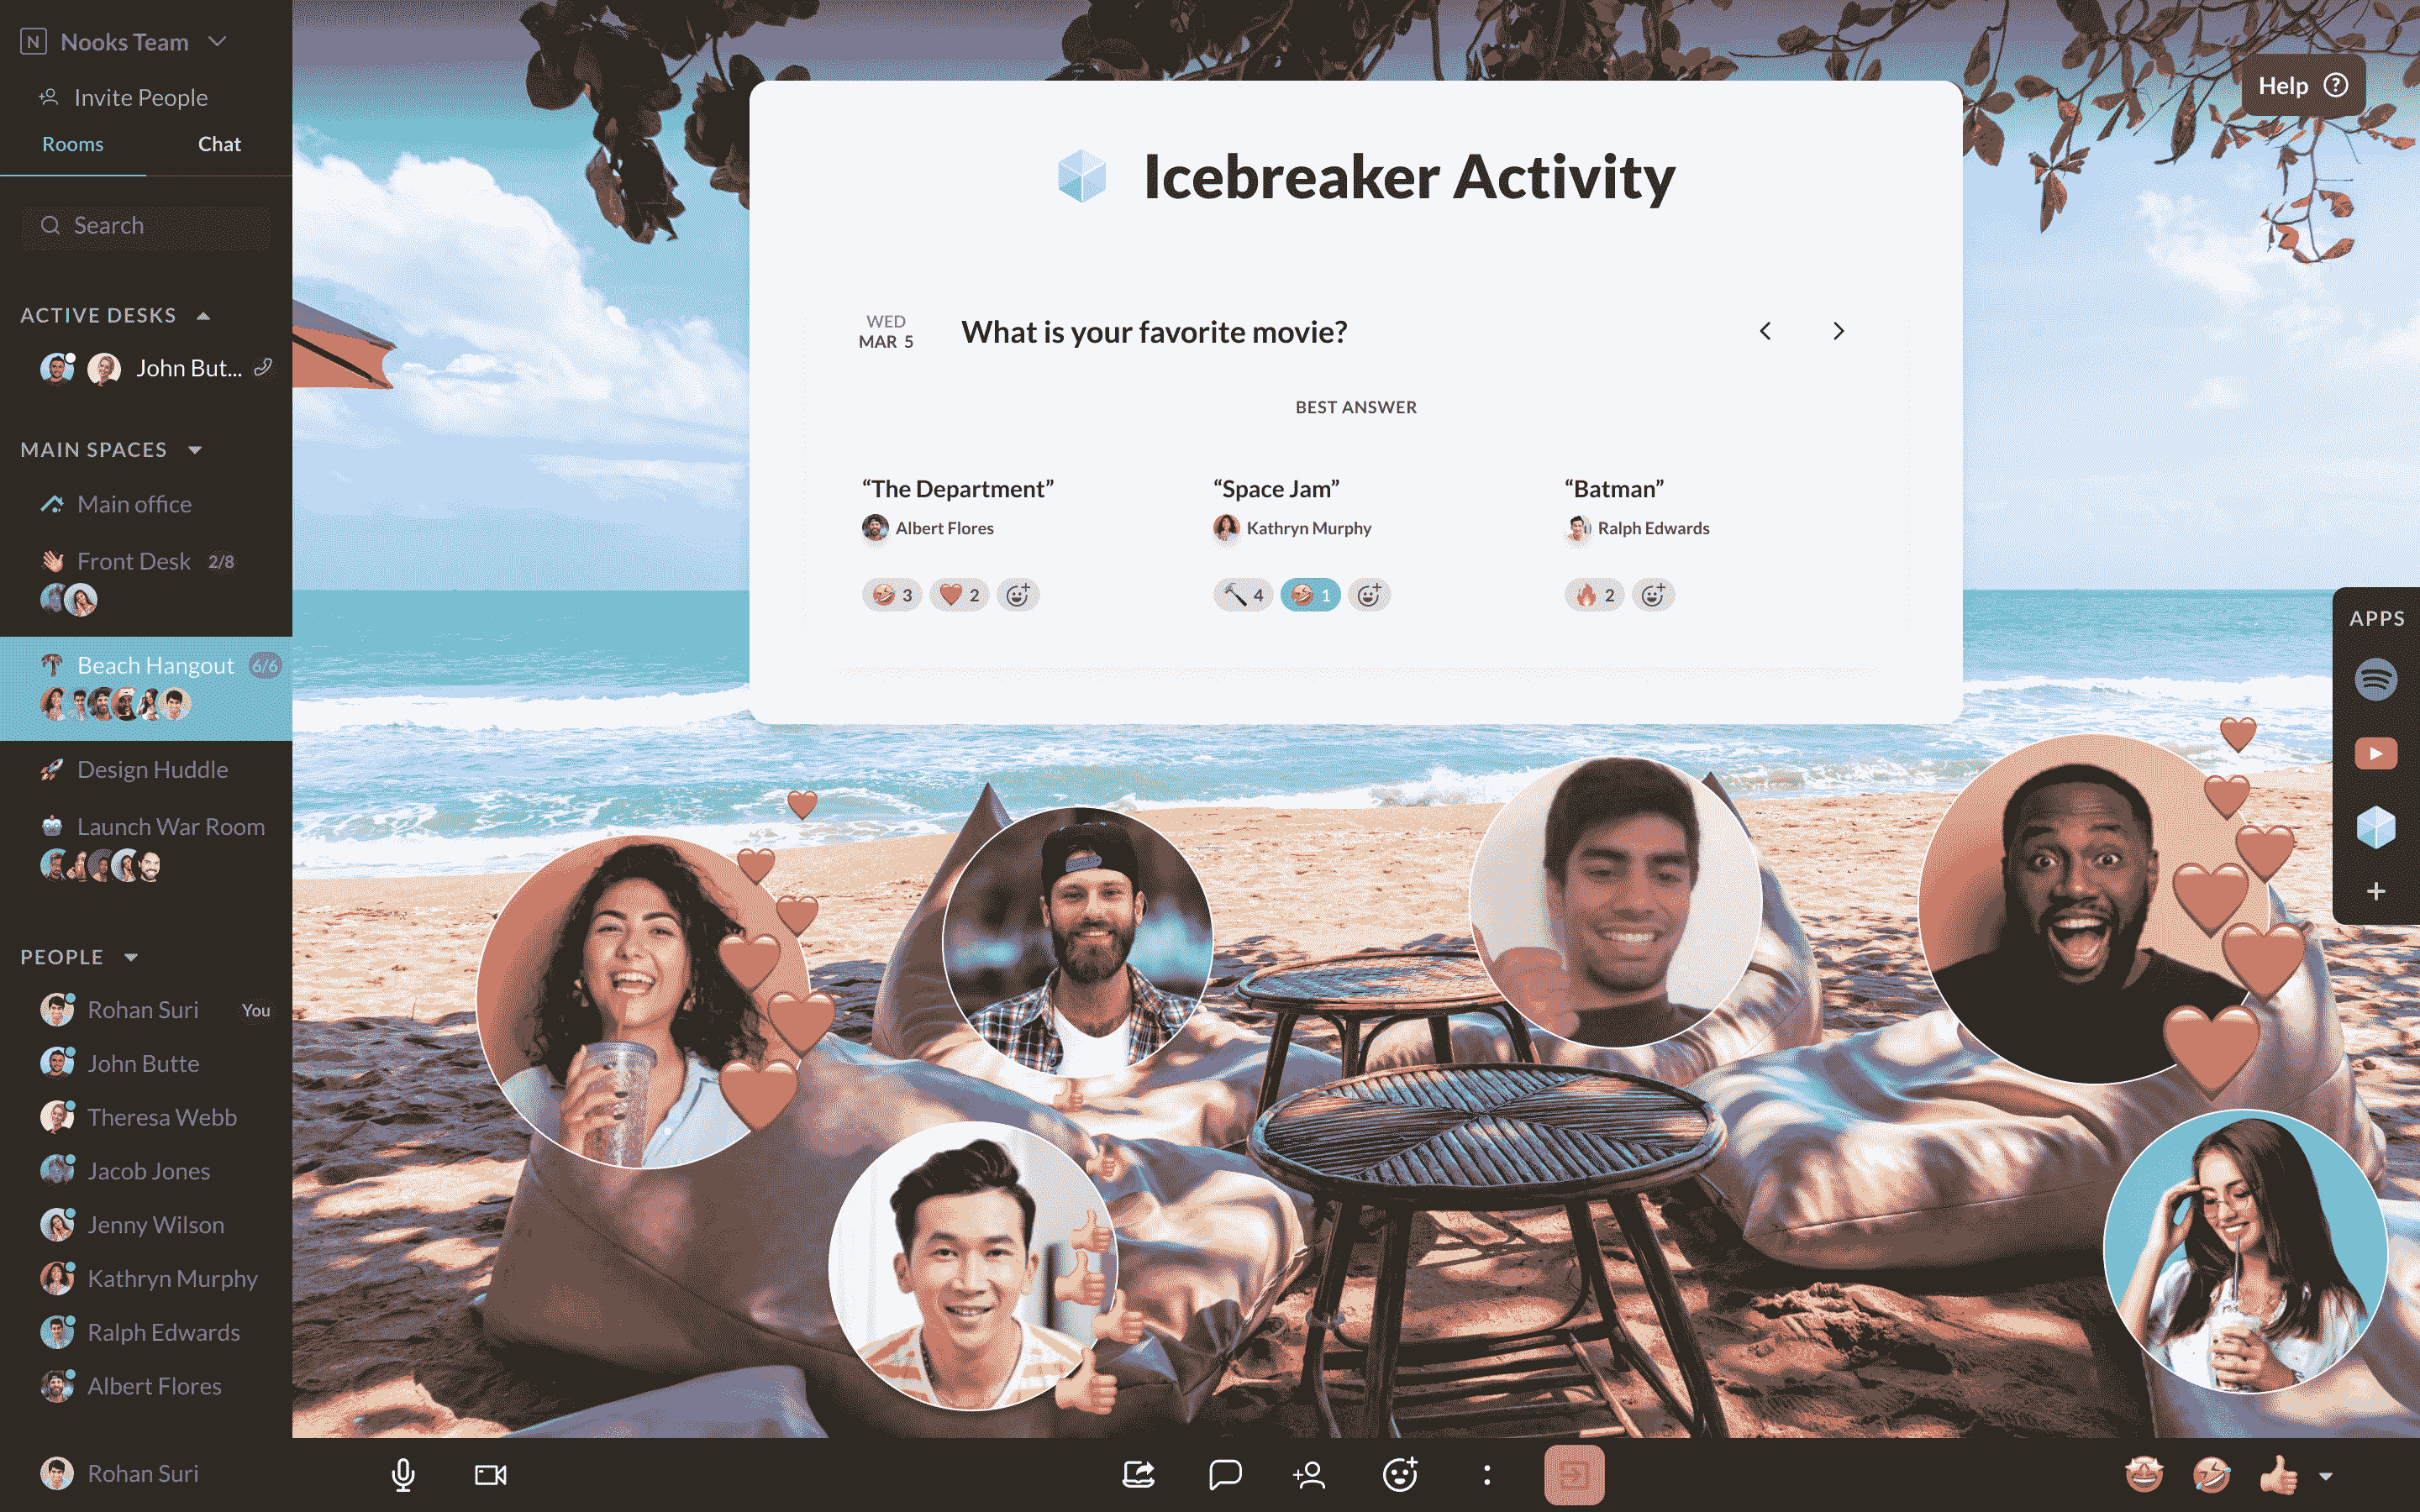 N Nooks Team
Invite People
Rooms Chat
Search
ACTIVE DESKS
John But...
MAIN SPACES
Main office
Front Desk 2/8
Beach Hangout 6/6
Design Huddle
Launch War Room
PEOPLE
Rohan Suri You
John Butte
Theresa Webb
Jacob Jones
Jenny Wilson
Kathryn Murphy
Ralph Edwards
Albert Flores
Rohan Suri
Help ?
Icebreaker Activity
WED
MAR 5
What is your favorite movie?
BEST ANSWER
“The Department”
Albert Flores
3 2
“Space Jam”
Kathryn Murphy
4 1
“Batman”
Ralph Edwards
2
APPS